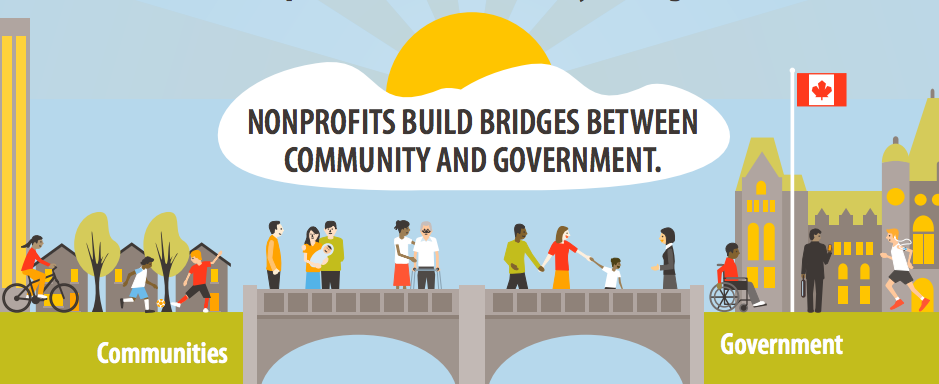 NONPROFITS BUILD BRIDGES BETWEEN
COMMUNITY AND GOVERNMENT.
Communities
Government